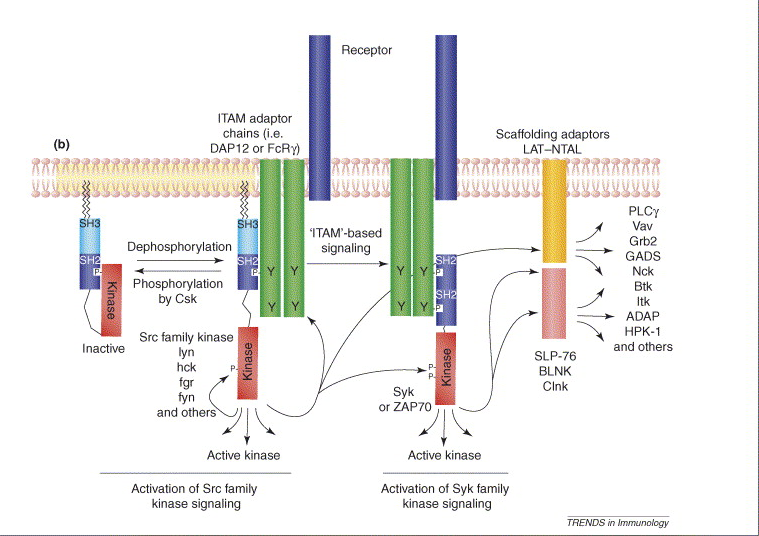 Receptor
ITAM adaptor
chains (i.e.
DAP12 or FcRγ)
(b)
Scaffolding adaptors
LAT–NTAL
SH3
SH3
Dephosphorylation
Phosphorylation
by Csk
'ITAM'-based
signaling
SH2
P-
Kinase
Inactive
SH2
P-
Y Y
Y Y
Y Y
Y Y
SH2
P-
SH2
P-
PLCγ
Vav
Grb2
GADS
Nck
Btk
Itk
ADAP
HPK-1
and others
Src family kinase
lyn
hck
fgr
fyn
and others
P-
Kinase
P-
P-
Kinase
Syk
or ZAP70
SLP-76
BLNK
Clnk
Active kinase
Active kinase
Activation of Src family
kinase signaling
Activation of Syk family
kinase signaling
TRENDS in Immunology